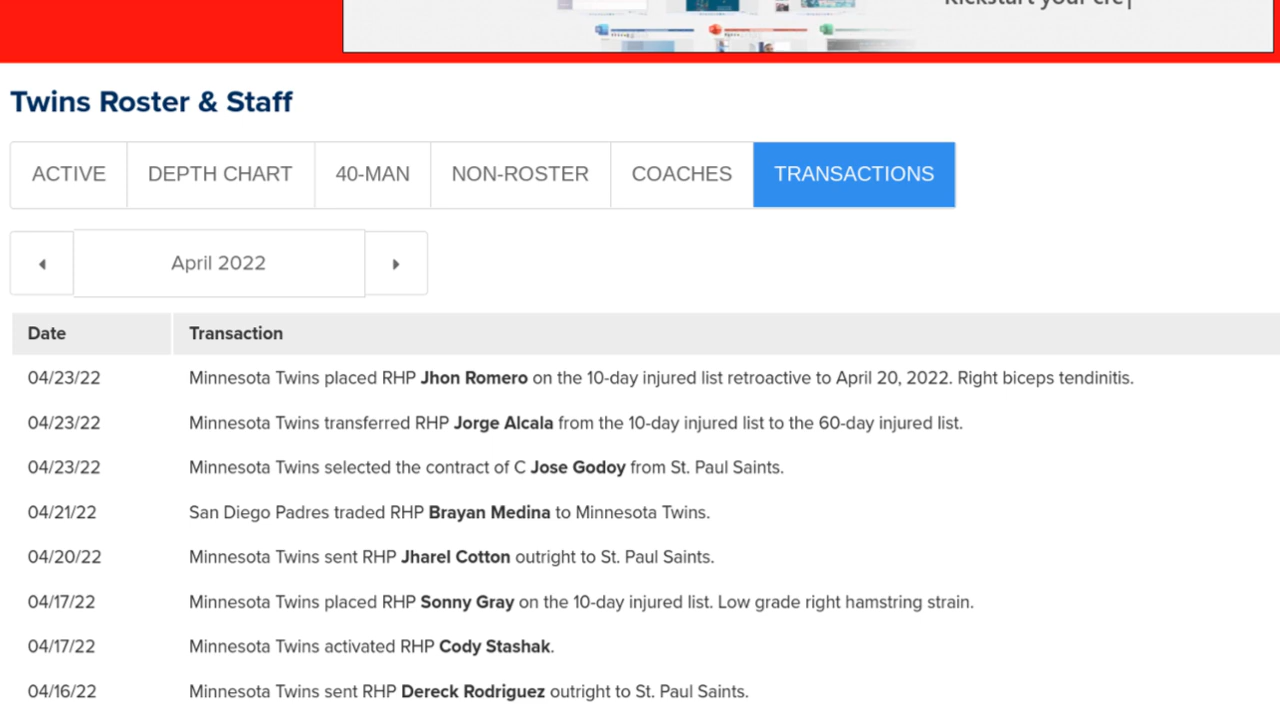 Kickstart your cre
Twins Roster & Staff
ACTIVE DEPTH CHART 40-MAN NON-ROSTER COACHES TRANSACTIONS
April 2022
Date Transaction
04/23/22 Minnesota Twins placed RHP Jhon Romero on the 10-day injured list retroactive to April 20, 2022. Right biceps tendinitis.
04/23/22 Minnesota Twins transferred RHP Jorge Alcala from the 10-day injured list to the 60-day injured list.
04/23/22 Minnesota Twins selected the contract of C Jose Godoy from St. Paul Saints.
04/21/22 San Diego Padres traded RHP Brayan Medina to Minnesota Twins.
04/20/22 Minnesota Twins sent RHP Jharel Cotton outright to St. Paul Saints.
04/17/22 Minnesota Twins placed RHP Sonny Gray on the 10-day injured list. Low grade right hamstring strain.
04/17/22 Minnesota Twins activated RHP Cody Stashak.
04/16/22 Minnesota Twins sent RHP Dereck Rodriguez outright to St. Paul Saints.